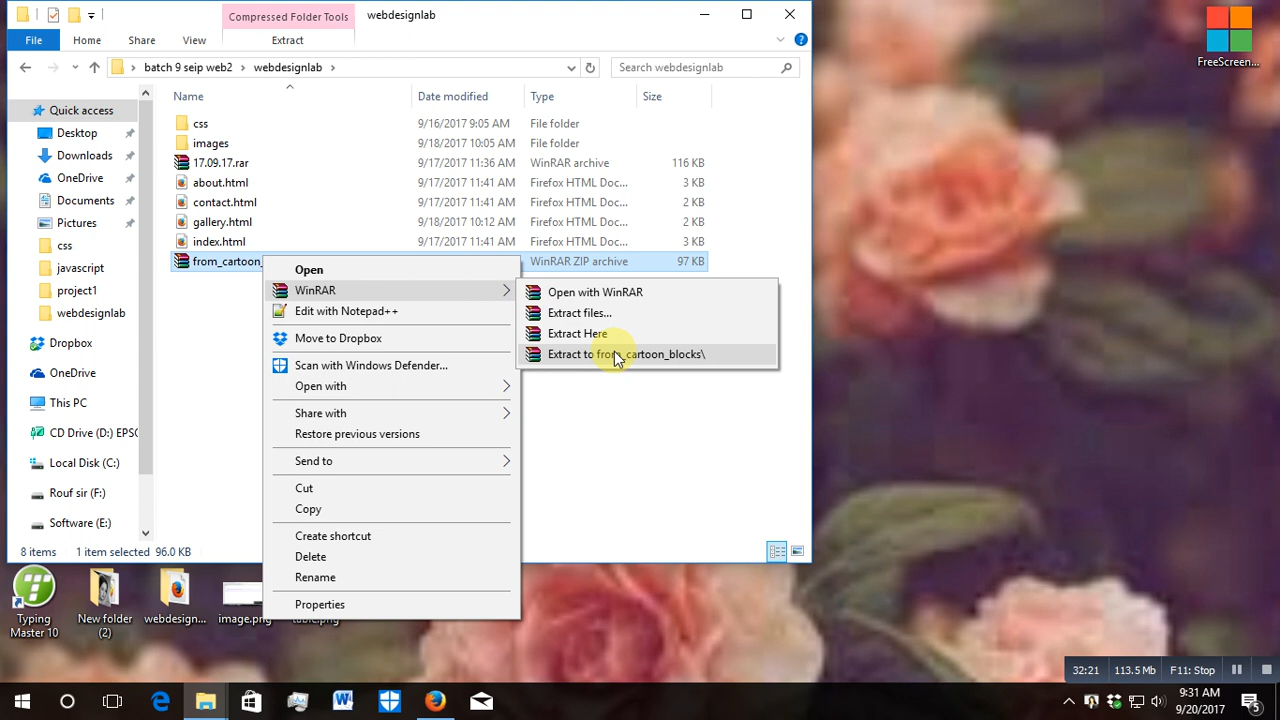 Compressed Folder Tools
webdesignlab
File
Home
Share
View
Extract
batch 9 seip web2
webdesignlab
Search webdesignlab
Name
Date modified
Type
Size
Quick access
Desktop
Downloads
OneDrive
Documents
Pictures
css
javascript
project1
webdesignlab
Dropbox
OneDrive
This PC
CD Drive (D:) EPSC
Local Disk (C:)
Rouf sir (F:)
Software (E:)
css 9/16/2017 9:05 AM File folder
images 9/18/2017 10:05 AM File folder
17.09.17.rar 9/17/2017 11:36 AM WinRAR archive 116 KB
about.html 9/17/2017 11:41 AM Firefox HTML Doc... 3 KB
contact.html 9/17/2017 11:41 AM Firefox HTML Doc... 2 KB
gallery.html 9/18/2017 10:12 AM Firefox HTML Doc... 2 KB
index.html 9/17/2017 11:41 AM Firefox HTML Doc... 3 KB
from_cartoon_ WinRAR ZIP archive 97 KB
Open
WinRAR
Edit with Notepad++
Move to Dropbox
Scan with Windows Defender...
Open with
Share with
Restore previous versions
Send to
Cut
Copy
Create shortcut
Delete
Rename
Properties
Open with WinRAR
Extract files...
Extract Here
Extract to from_cartoon_blocks\
8 items 1 item selected 96.0 KB
FreeScreen...
Typing
Master 10
New folder
(2)
webdesign...
image.png
32:21
113.5 Mb
F11: Stop
9:31 AM
9/20/2017
5